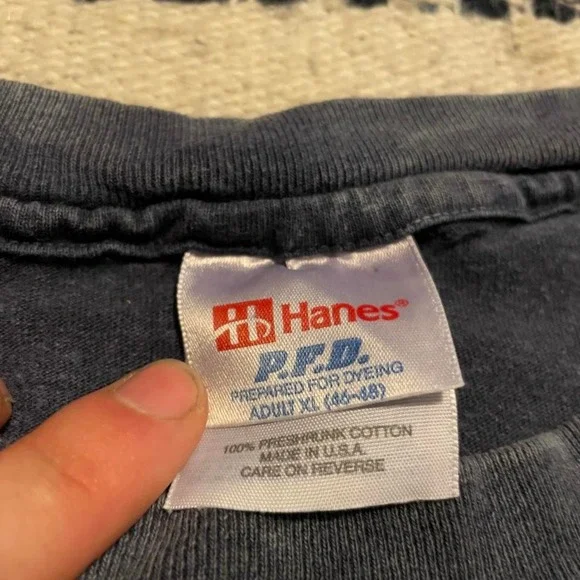 Hanes®
P.F.D.
PREPARED FOR DYEING
ADULT XL (46-48)
100% PRESHRUNK COTTON
MADE IN U.S.A.
CARE ON REVERSE